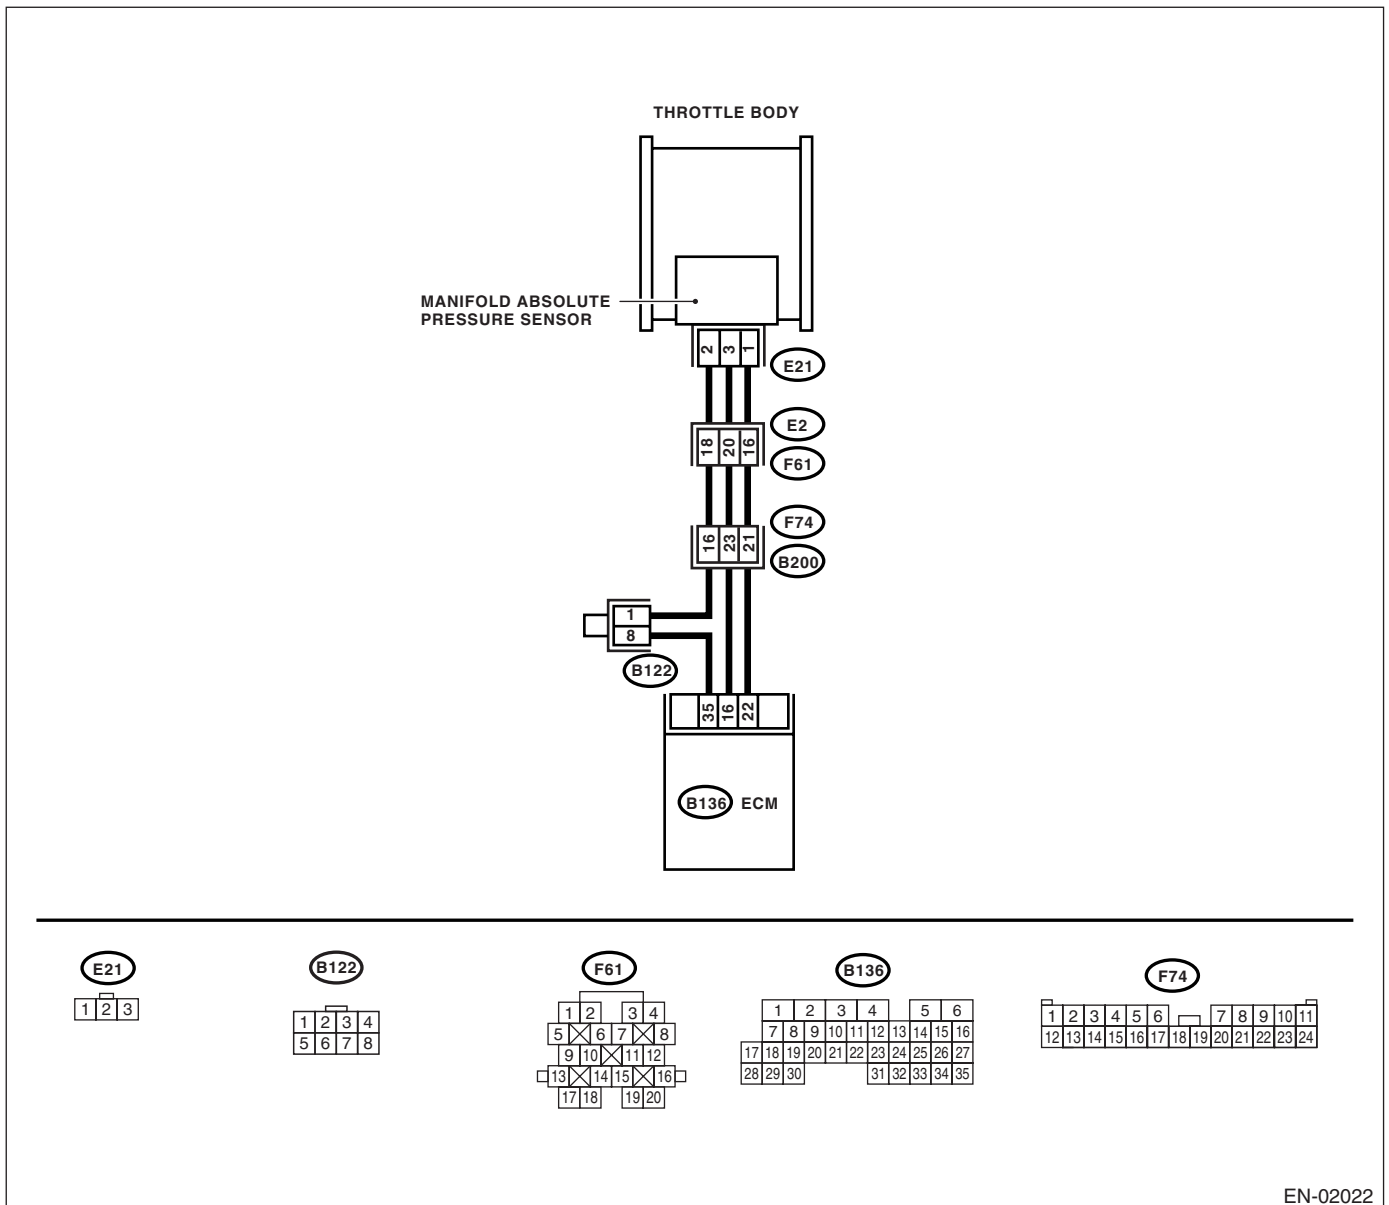 THROTTLE BODY
MANIFOLD ABSOLUTE
PRESSURE SENSOR
2 3 1
E21
E2
18 20 16
F61
F74
16 23 21
B200
1
8
B122
35 16 22
B136 ECM
E21
1 2 3
B122
1 2 3 4
5 6 7 8
F61
1 2 3 4
5 6 7 8
9 10 11 12
13 14 15 16
17 18 19 20
B136
1 2 3 4 5 6
7 8 9 10 11 12 13 14 15 16
17 18 19 20 21 22 23 24 25 26 27
28 29 30 31 32 33 34 35
F74
1 2 3 4 5 6 7 8 9 10 11
12 13 14 15 16 17 18 19 20 21 22 23 24
EN-02022